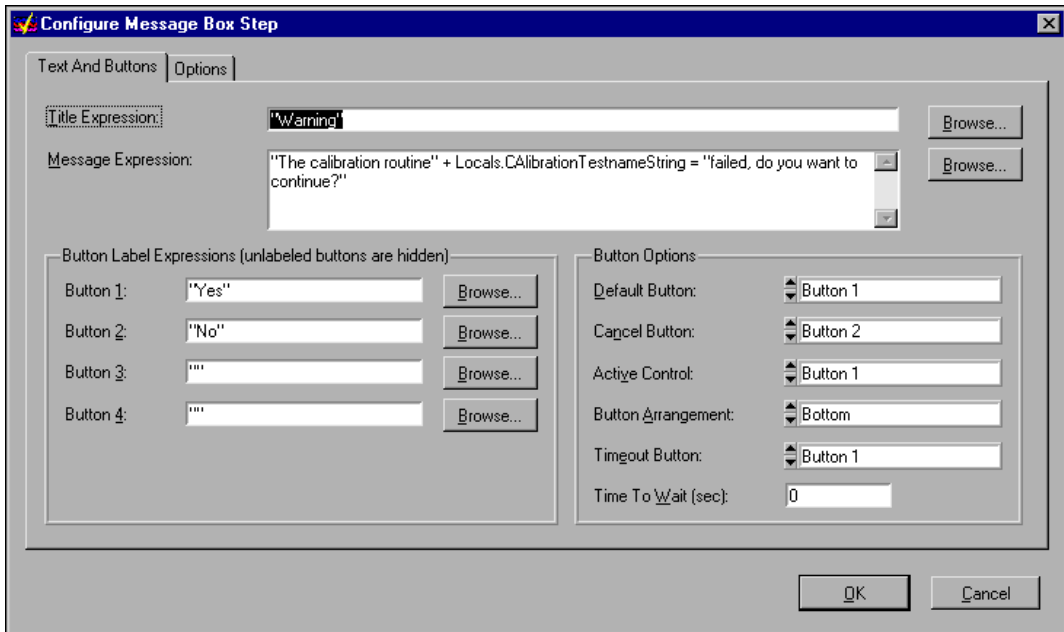 Configure Message Box Step
Text And Buttons
Options
Title Expression:
"Warning"
Browse...
Message Expression:
"The calibration routine" + Locals.CAlibrationTestnameString = "failed, do you want to
continue?"
Browse...
Button Label Expressions (unlabeled buttons are hidden)
Button 1:
"Yes"
Browse...
Button 2:
"No"
Browse...
Button 3:
""
Browse...
Button 4:
""
Browse...
Button Options
Default Button:
Button 1
Cancel Button:
Button 2
Active Control:
Button 1
Button Arrangement:
Bottom
Timeout Button:
Button 1
Time To Wait (sec):
0
OK
Cancel